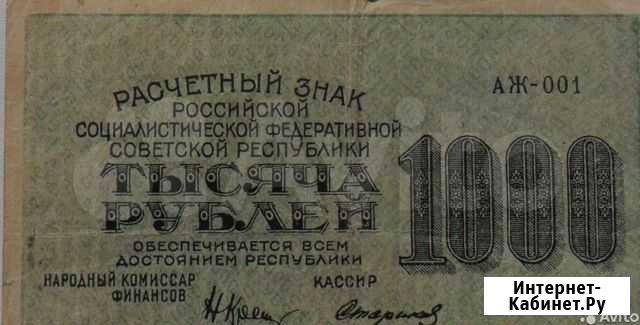 РАСЧЕТНЫЙ ЗНАК
АЖ-001
РОССИЙСКОЙ
СОЦИАЛИСТИЧЕСКОЙ ФЕДЕРАТИВНОЙ
СОВЕТСКОЙ РЕСПУБЛИКИ
ТЫСЯЧА
РУБЛЕЙ
1000
ОБЕСПЕЧИВАЕТСЯ ВСЕМ
ДОСТОЯНИЕМ РЕСПУБЛИКИ
НАРОДНЫЙ КОМИССАР
ФИНАНСОВ
КАССИР
Интернет-
Кабинет.Ру
Avito